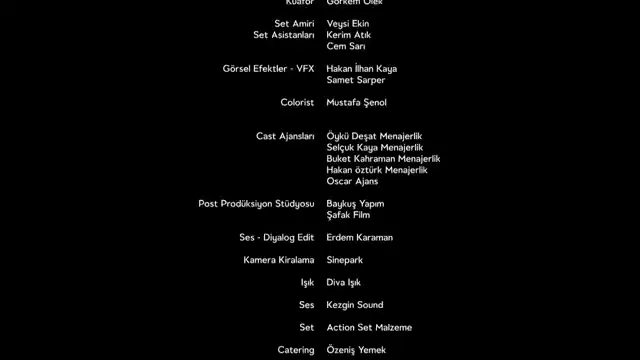 Kuaför Görkem Ölek
Set Amiri Veysi Ekin
Set Asistanları Kerim Atık
Cem Sarı
Görsel Efektler - VFX Hakan İlhan Kaya
Samet Sarper
Colorist Mustafa Şenol
Cast Ajansları Öykü Deşat Menajerlik
Selçuk Kaya Menajerlik
Buket Kahraman Menajerlik
Hakan öztürk Menajerlik
Oscar Ajans
Post Prodüksiyon Stüdyosu Baykuş Yapım
Şafak Film
Ses - Diyalog Edit Erdem Karaman
Kamera Kiralama Sinepark
Işık Diva Işık
Ses Kezgin Sound
Set Action Set Malzeme
Catering Özeniş Yemek